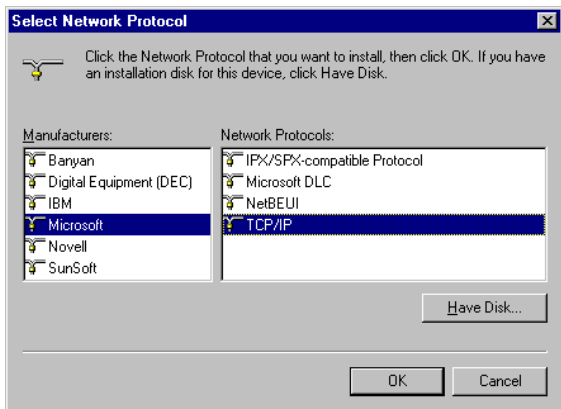 Select Network Protocol
Click the Network Protocol that you want to install, then click OK. If you have
an installation disk for this device, click Have Disk.
Manufacturers:
Banyan
Digital Equipment (DEC)
IBM
Microsoft
Novell
SunSoft
Network Protocols:
IPX/SPX-compatible Protocol
Microsoft DLC
NetBEUI
TCP/IP
Have Disk...
OK
Cancel